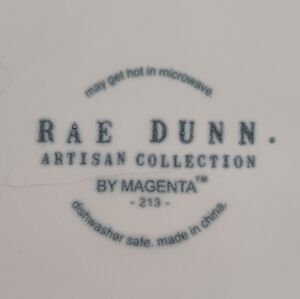 may get hot in microwave.
RAE DUNN.
ARTISAN COLLECTION
BY MAGENTA™
- 213 -
dishwasher safe. made in china.